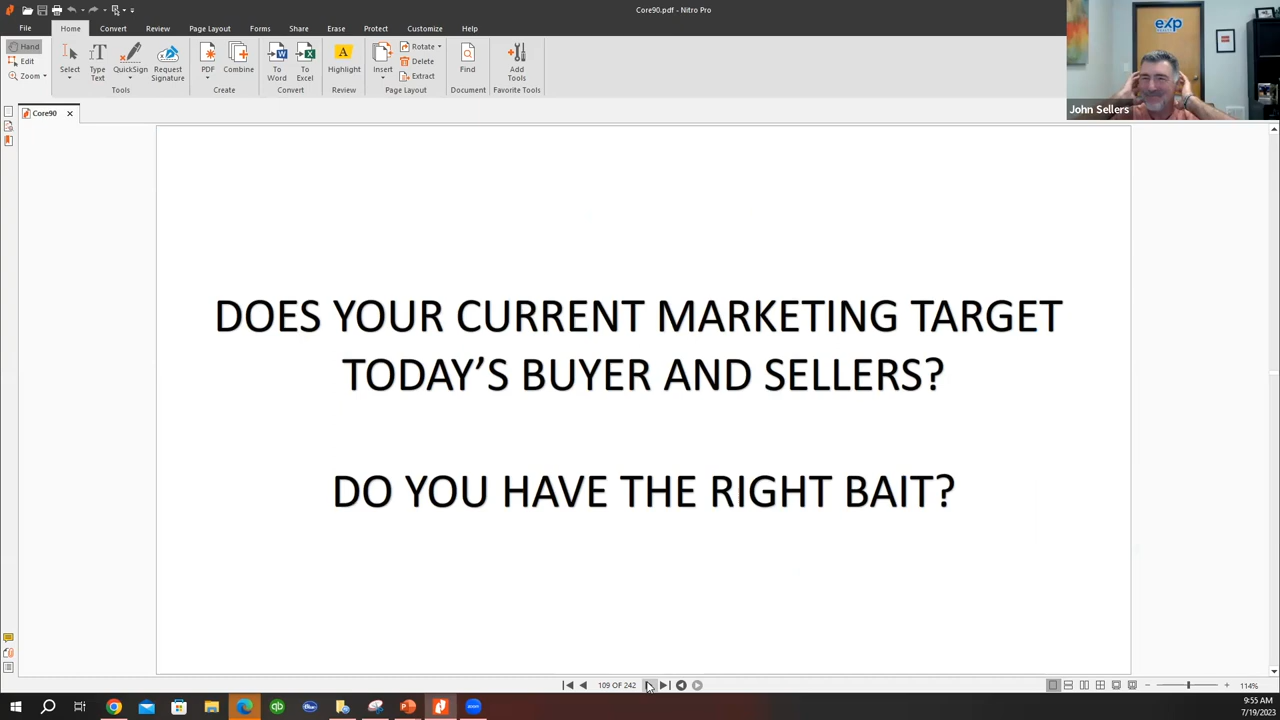 Core90.pdf - Nitro Pro
File
Home
Convert
Review
Page Layout
Forms
Share
Erase
Protect
Customize
Help
Hand
Edit
Zoom
Select
Type
Text
QuickSign
Request
Signature
PDF
Combine
To
Word
To
Excel
Highlight
Insert
Rotate
Delete
Extract
Find
Add
Tools
Tools
Create
Convert
Review
Page Layout
Document
Favorite Tools
exp
John Sellers
Core90
DOES YOUR CURRENT MARKETING TARGET
TODAY’S BUYER AND SELLERS?
DO YOU HAVE THE RIGHT BAIT?
109 OF 242
114%
9:55 AM
7/19/2023